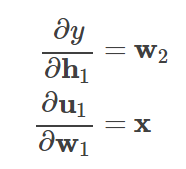 ∂y/∂𝐡₁ = 𝐰₂
∂𝐮₁/∂𝐰₁ = 𝐱